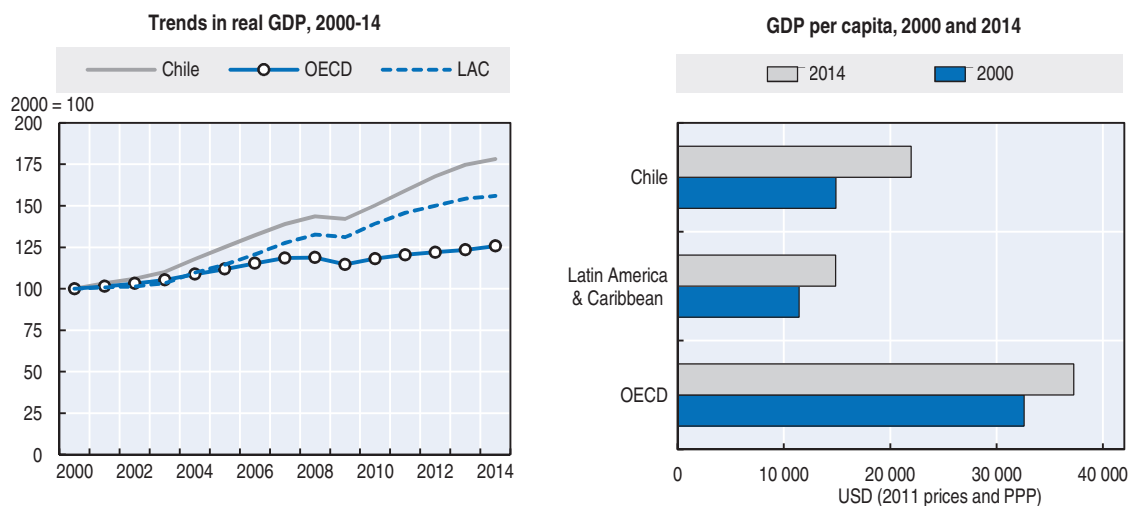 Trends in real GDP, 2000-14
Chile OECD LAC
2000 = 100
200
175
150
125
100
75
50
25
0
2000 2002 2004 2006 2008 2010 2012 2014
GDP per capita, 2000 and 2014
2014 2000
Chile
Latin America
& Caribbean
OECD
0 10 000 20 000 30 000 40 000
USD (2011 prices and PPP)